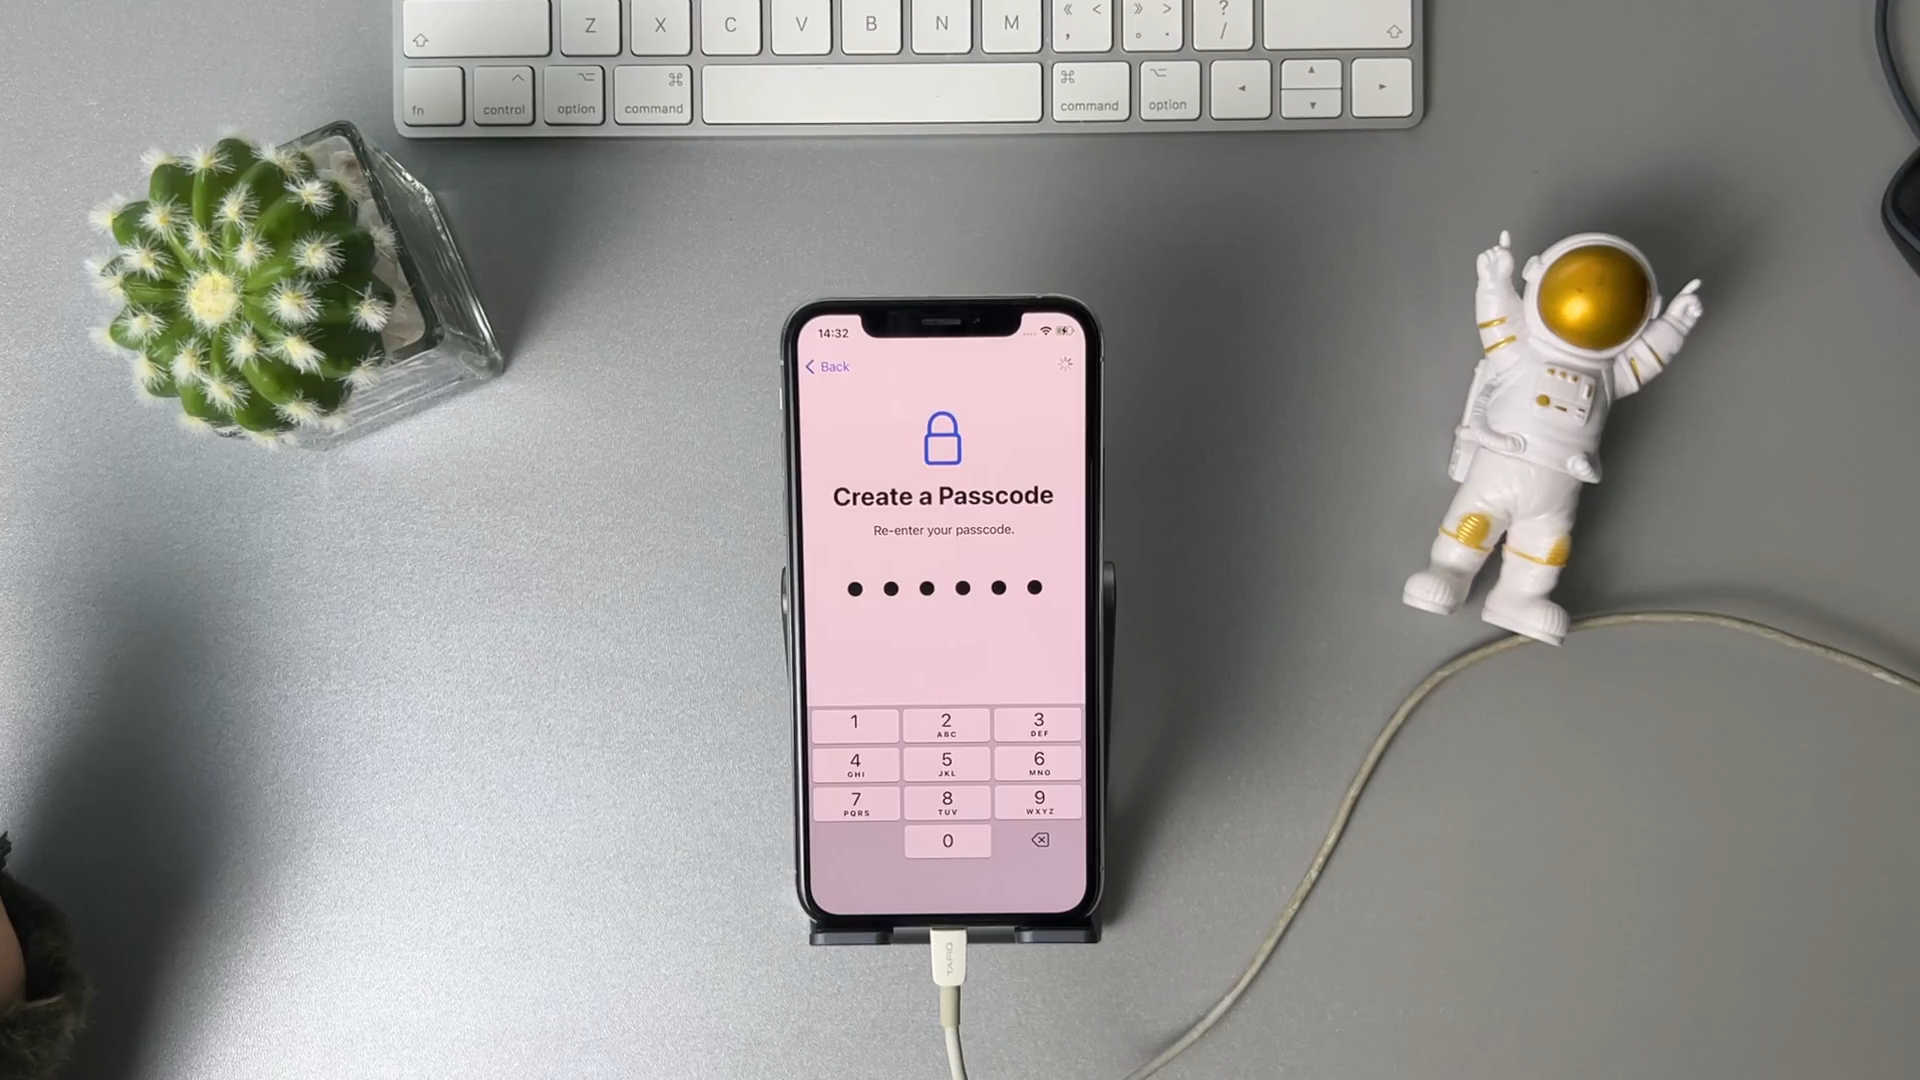 Z X C V B N M « < , » > . ? /
fn control option command command option
14:32
Back
Create a Passcode
Re-enter your passcode.
1 2 3
ABC DEF
4 5 6
GHI JKL MNO
7 8 9
PQRS TUV WXYZ
0